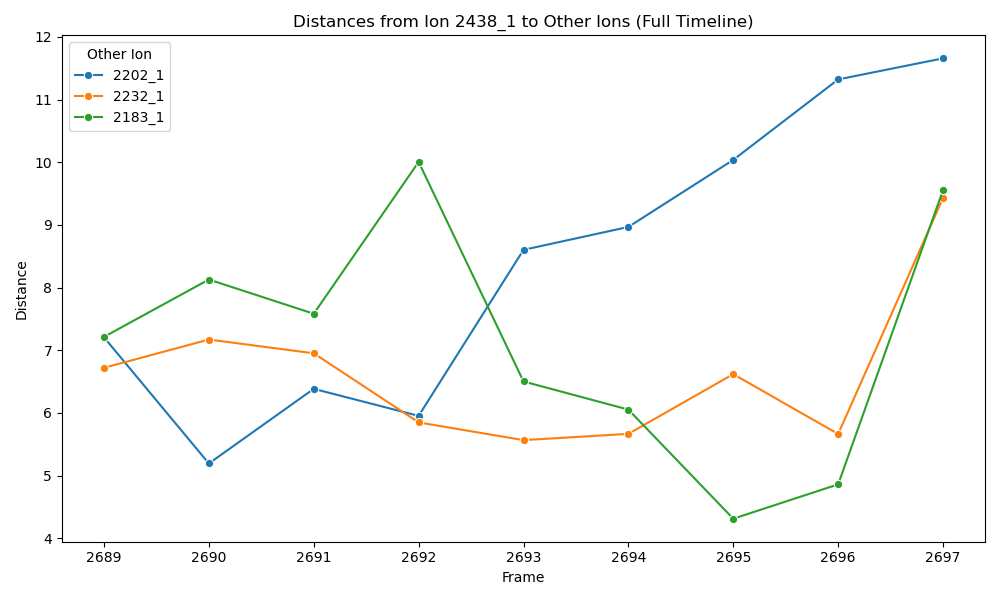 Distances from Ion 2438_1 to Other Ions (Full Timeline)
Other Ion
2202_1
2232_1
2183_1
12
11
10
9
8
7
6
5
4
Distance
2689 2690 2691 2692 2693 2694 2695 2696 2697
Frame